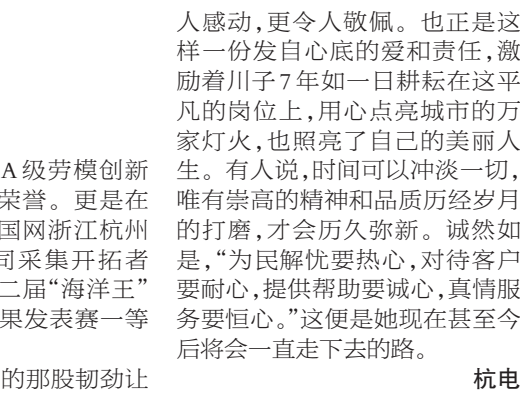 A 级劳模创新
荣誉。更是在
国网浙江杭州
司采集开拓者
二届“海洋王”
果发表赛一等
的那股韧劲让
人感动,更令人敬佩。也正是这
样一份发自心底的爱和责任,激
励着川子 7 年如一日耕耘在这平
凡的岗位上,用心点亮城市的万
家灯火,也照亮了自己的美丽人
生。有人说,时间可以冲淡一切,
唯有崇高的精神和品质历经岁月
的打磨,才会历久弥新。诚然如
是,“为民解忧要热心,对待客户
要耐心,提供帮助要诚心,真情服
务要恒心。”这便是她现在甚至今
后将会一直走下去的路。
杭电